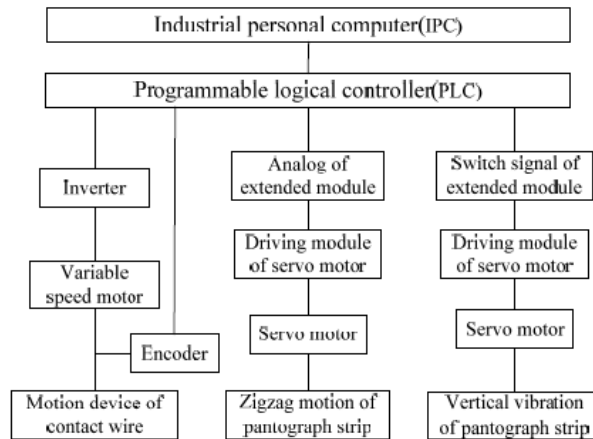 Industrial personal computer(IPC)
Programmable logical controller(PLC)
Inverter
Variable
speed motor
Encoder
Motion device of
contact wire
Analog of
extended module
Driving module
of servo motor
Servo motor
Zigzag motion of
pantograph strip
Switch signal of
extended module
Driving module
of servo motor
Servo motor
Vertical vibration
of pantograph strip